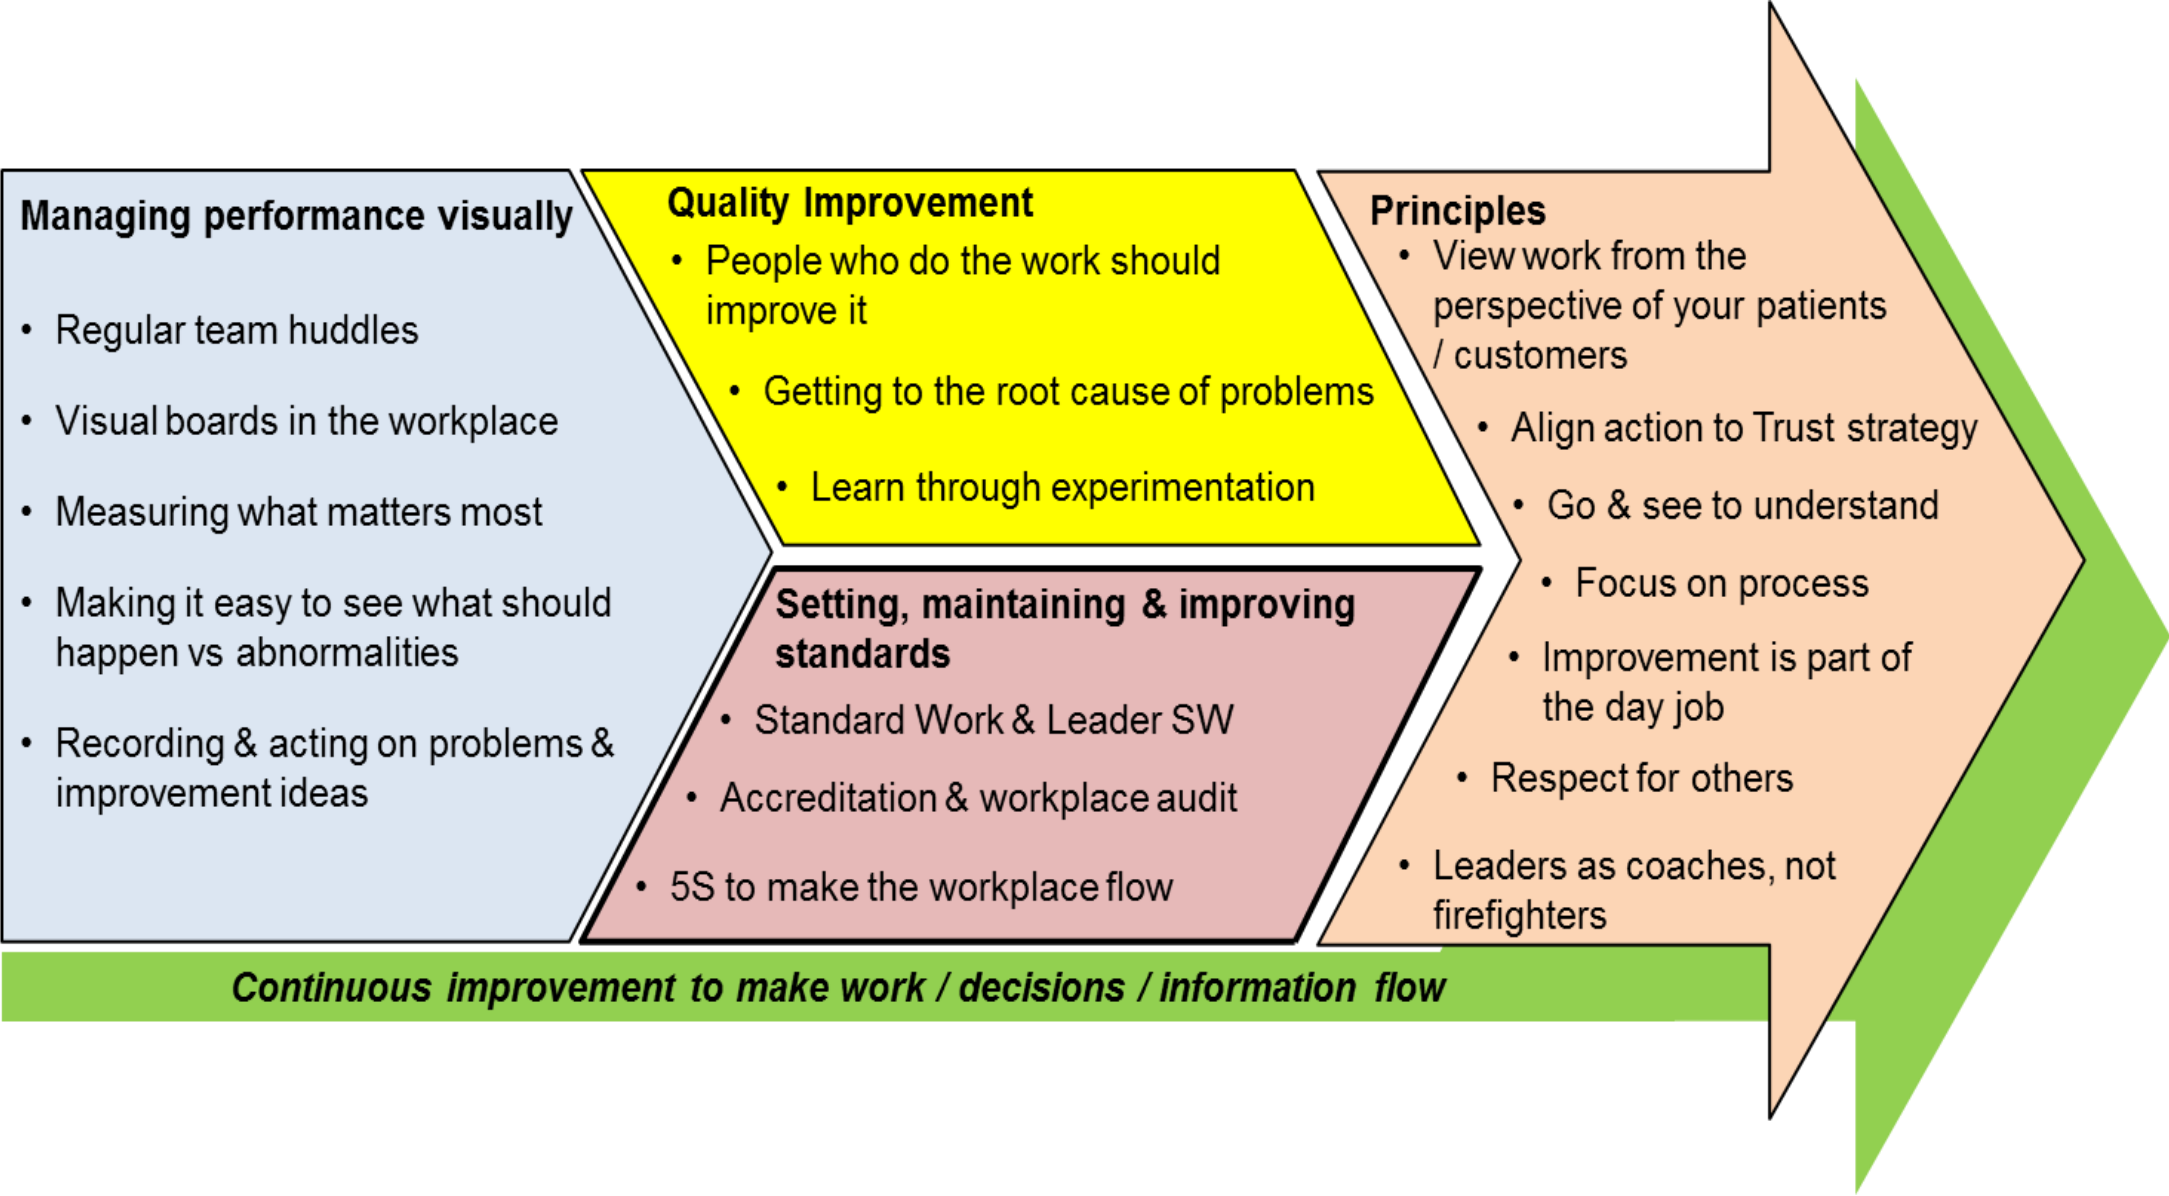 Managing performance visually
• Regular team huddles
• Visual boards in the workplace
• Measuring what matters most
• Making it easy to see what should
happen vs abnormalities
• Recording & acting on problems &
improvement ideas
Quality Improvement
• People who do the work should
improve it
• Getting to the root cause of problems
• Learn through experimentation
Setting, maintaining & improving
standards
• Standard Work & Leader SW
• Accreditation & workplace audit
• 5S to make the workplace flow
Principles
• View work from the
perspective of your patients
/ customers
• Align action to Trust strategy
• Go & see to understand
• Focus on process
• Improvement is part of
the day job
• Respect for others
• Leaders as coaches, not
firefighters
Continuous improvement to make work / decisions / information flow